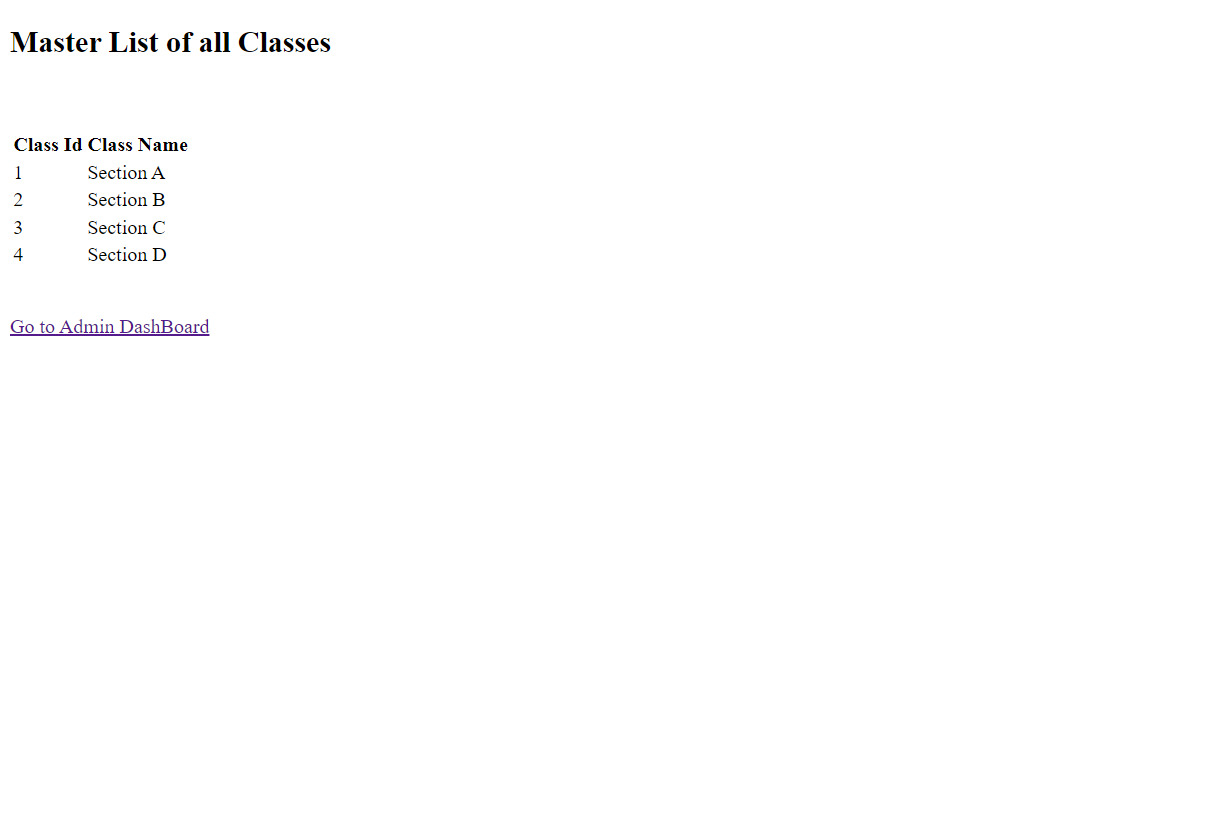 Master List of all Classes
Class Id Class Name
1 Section A
2 Section B
3 Section C
4 Section D
Go to Admin DashBoard